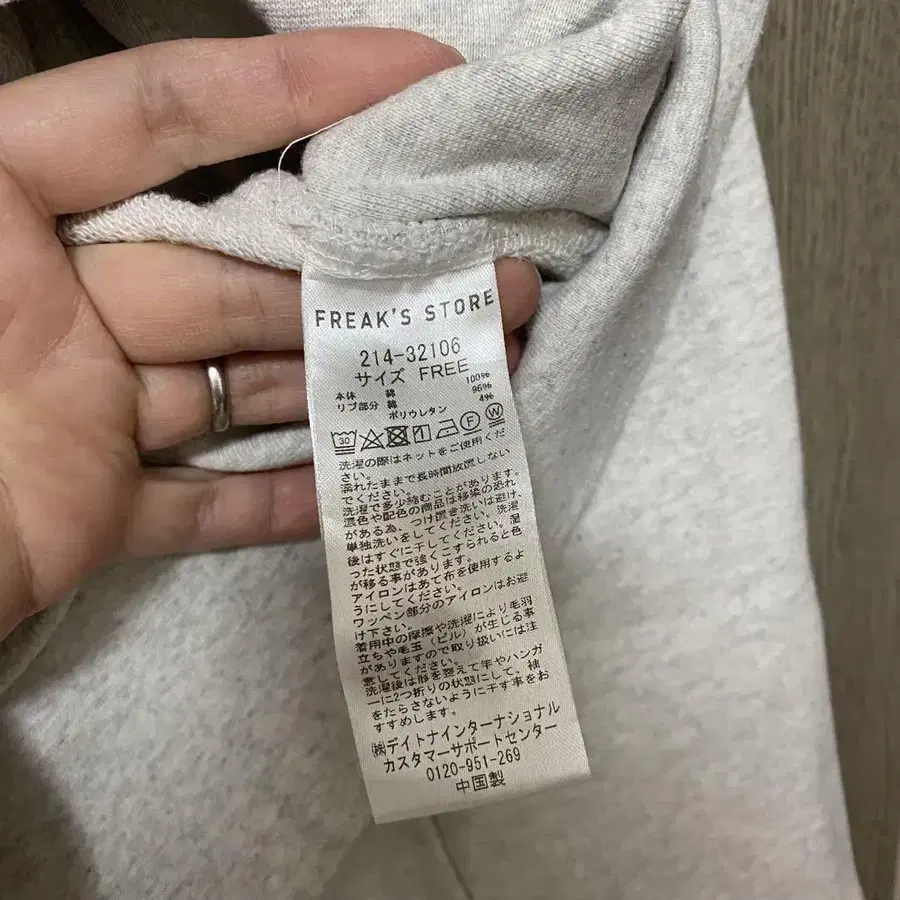 FREAK'S STORE
214-32106
サイズ FREE
本体 綿 100%
リブ部分 綿 96%
ポリウレタン 4%
30 F W
洗濯の際はネットをご使用くだ
さい。
濡れたままで長時間放置しない
でください。
洗濯で多少縮むことがあります。
濃色や配色の商品は移染の恐れ
がある為、つけ置き洗いは避け、
単独洗いをしてください。洗濯
後はすぐに干してください。湿
った状態で強くこすられると色
が移る事があります。
アイロンはあて布を使用するよ
うにしてください。
ワッペン部分のアイロンはお避
け下さい。
着用中の摩擦や洗濯により毛羽
立ちや毛玉（ピル）が生じる事
がありますので取り扱いには注
意してください。
洗濯後は形を整えて竿やハンガ
ーに2つ折りの状態にして、袖
をたらさないように干す事をお
すすめします。
㈱デイトナインターナショナル
カスタマーサポートセンター
0120-951-269
中国製